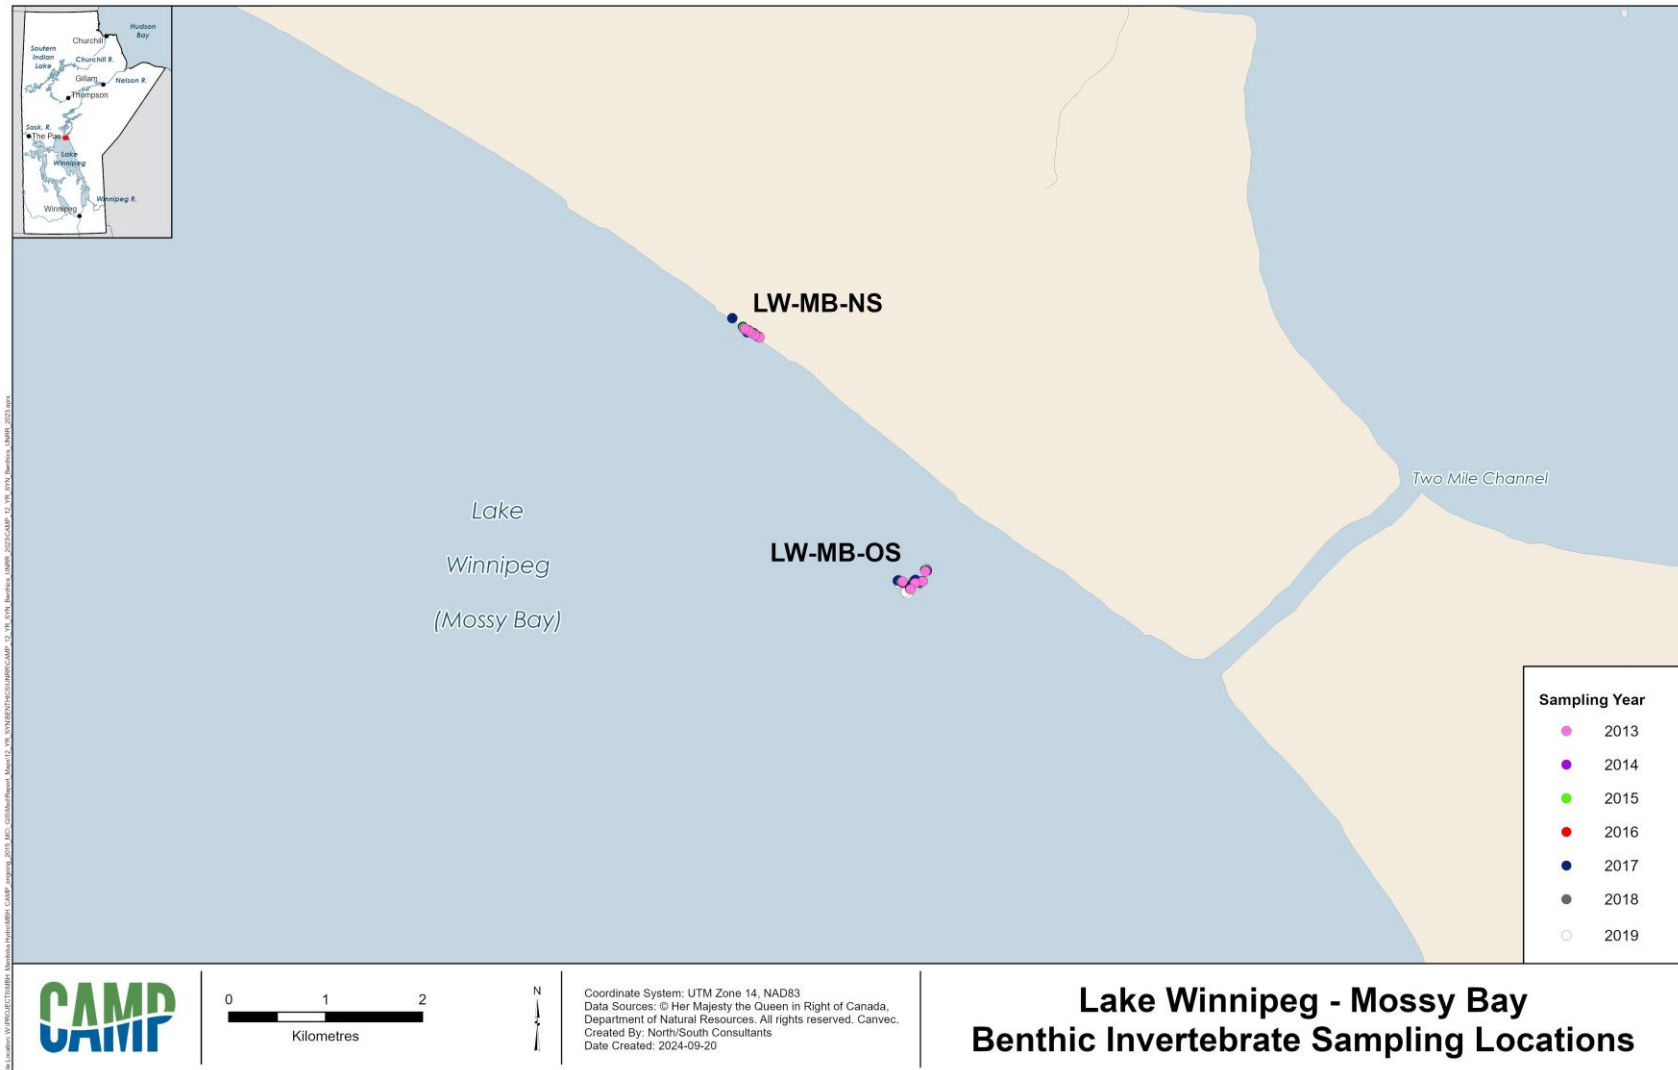 Hudson
Bay
Churchill
Soutern
Indian
Lake
Churchill R.
Gillam
Nelson R.
Thompson
Sask. R.
The Pas
Lake
Winnipeg
Winnipeg R.
Winnipeg
LW-MB-NS
Two Mile Channel
Lake
Winnipeg
(Mossy Bay)
LW-MB-OS
Sampling Year
2013
2014
2015
2016
2017
2018
2019
CAMP
0 1 2
Kilometres
N
Coordinate System: UTM Zone 14, NAD83
Data Sources: © Her Majesty the Queen in Right of Canada,
Department of Natural Resources. All rights reserved. Canvec.
Created By: North/South Consultants
Date Created: 2024-09-20
Lake Winnipeg - Mossy Bay
Benthic Invertebrate Sampling Locations